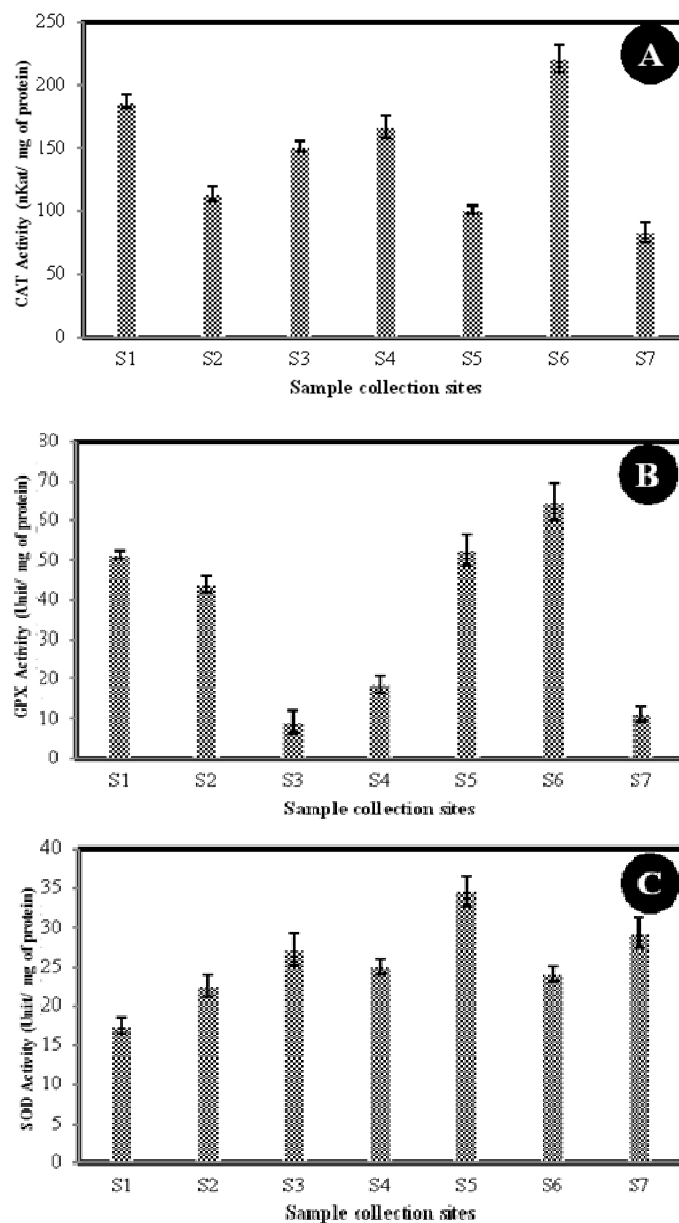 A
CAT Activity (nKat/ mg of protein)
250
200
150
100
50
0
S1 S2 S3 S4 S5 S6 S7
Sample collection sites
B
GPX Activity (Unit/ mg of protein)
80
70
60
50
40
30
20
10
0
S1 S2 S3 S4 S5 S6 S7
Sample collection sites
C
SOD Activity (Unit/ mg of protein)
40
35
30
25
20
15
10
5
0
S1 S2 S3 S4 S5 S6 S7
Sample collection sites